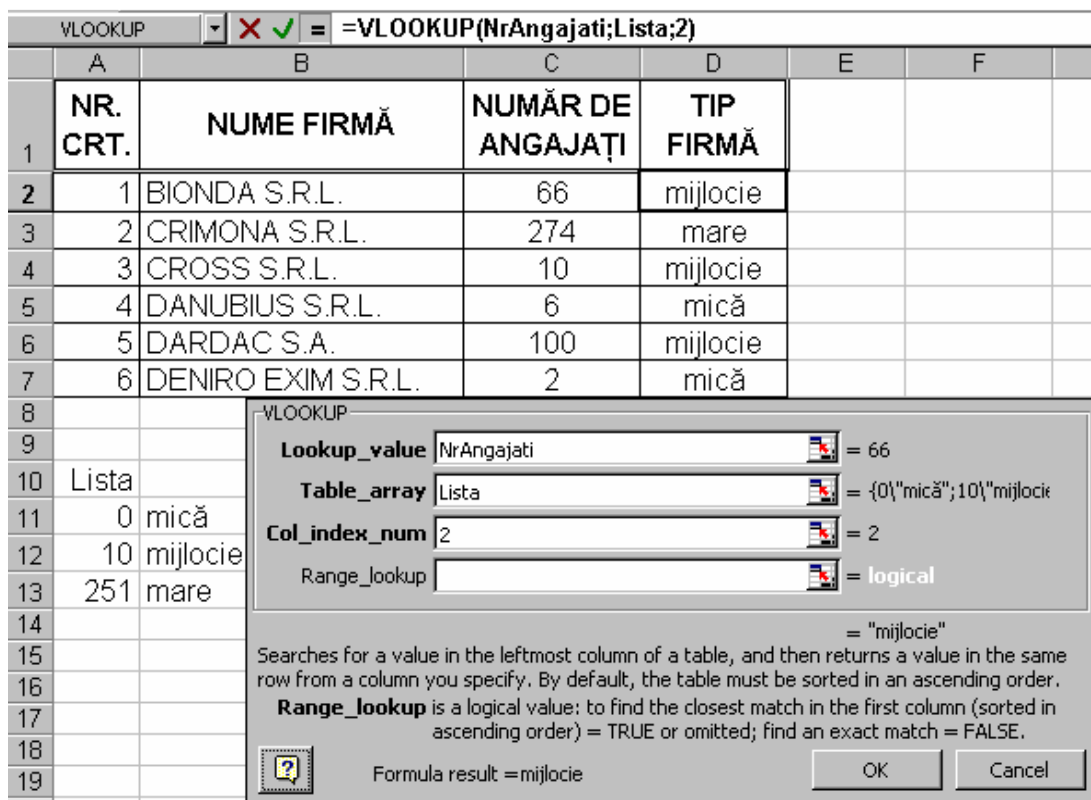 VLOOKUP = =VLOOKUP(NrAngajati;Lista;2)
A B C D E F
1 NR. CRT. NUME FIRMĂ NUMĂR DE ANGAJAȚI TIP FIRMĂ
2 1 BIONDA S.R.L. 66 mijlocie
3 2 CRIMONA S.R.L. 274 mare
4 3 CROSS S.R.L. 10 mijlocie
5 4 DANUBIUS S.R.L. 6 mică
6 5 DARDAC S.A. 100 mijlocie
7 6 DENIRO EXIM S.R.L. 2 mică
8
9
10 Lista
11 0 mică
12 10 mijlocie
13 251 mare
14
15
16
17
18
19
VLOOKUP
Lookup_value NrAngajati = 66
Table_array Lista = {0\"mică";10\"mijlocie
Col_index_num 2 = 2
Range_lookup = logical
= "mijlocie"
Searches for a value in the leftmost column of a table, and then returns a value in the same
row from a column you specify. By default, the table must be sorted in an ascending order.
Range_lookup is a logical value: to find the closest match in the first column (sorted in
ascending order) = TRUE or omitted; find an exact match = FALSE.
? Formula result =mijlocie OK Cancel